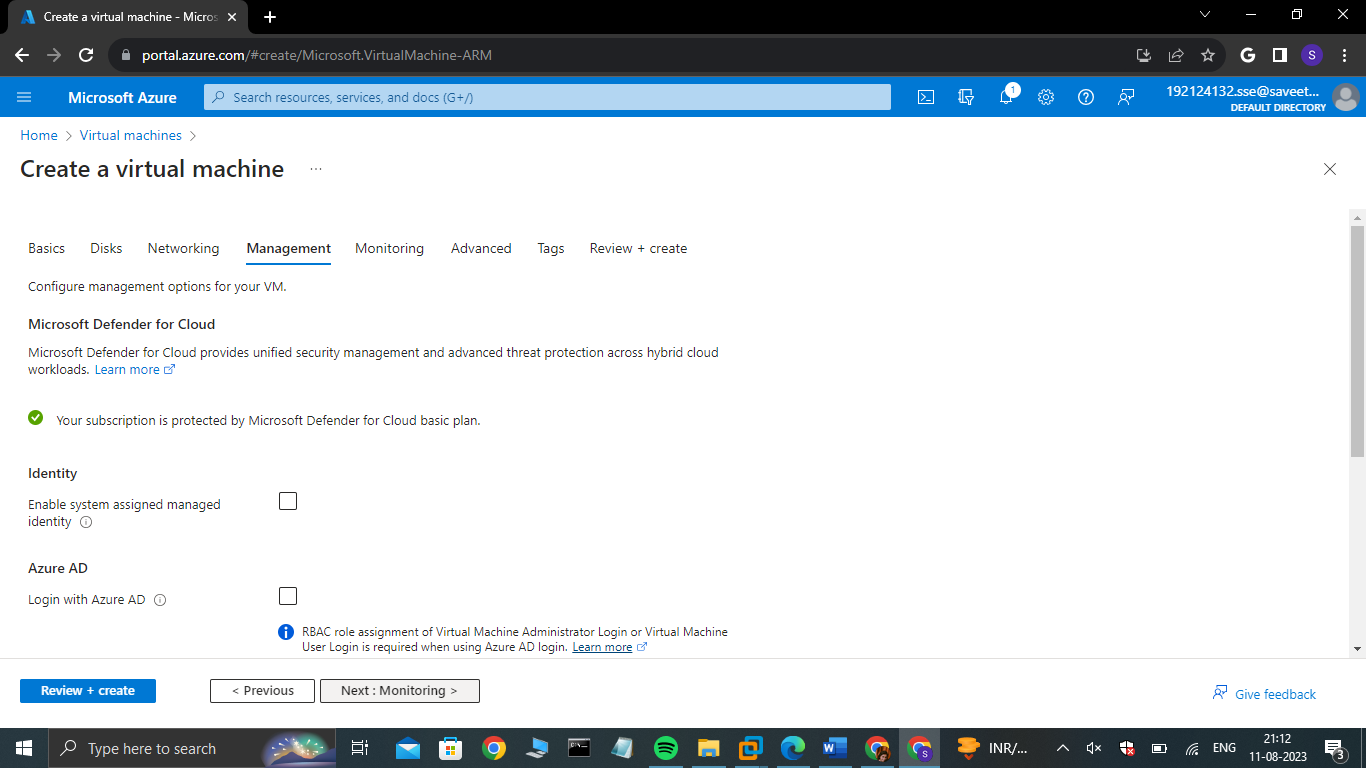 Create a virtual machine - Micros
portal.azure.com/#create/Microsoft.VirtualMachine-ARM
S
Microsoft Azure
Search resources, services, and docs (G+/)
1
192124132.sse@saveet...
DEFAULT DIRECTORY
Home > Virtual machines >
Create a virtual machine ...
Basics Disks Networking Management Monitoring Advanced Tags Review + create
Configure management options for your VM.
Microsoft Defender for Cloud
Microsoft Defender for Cloud provides unified security management and advanced threat protection across hybrid cloud
workloads. Learn more
Your subscription is protected by Microsoft Defender for Cloud basic plan.
Identity
Enable system assigned managed
identity
Azure AD
Login with Azure AD
RBAC role assignment of Virtual Machine Administrator Login or Virtual Machine
User Login is required when using Azure AD login. Learn more
Review + create < Previous Next : Monitoring > Give feedback
Type here to search
INR/...
ENG
21:12
11-08-2023
3